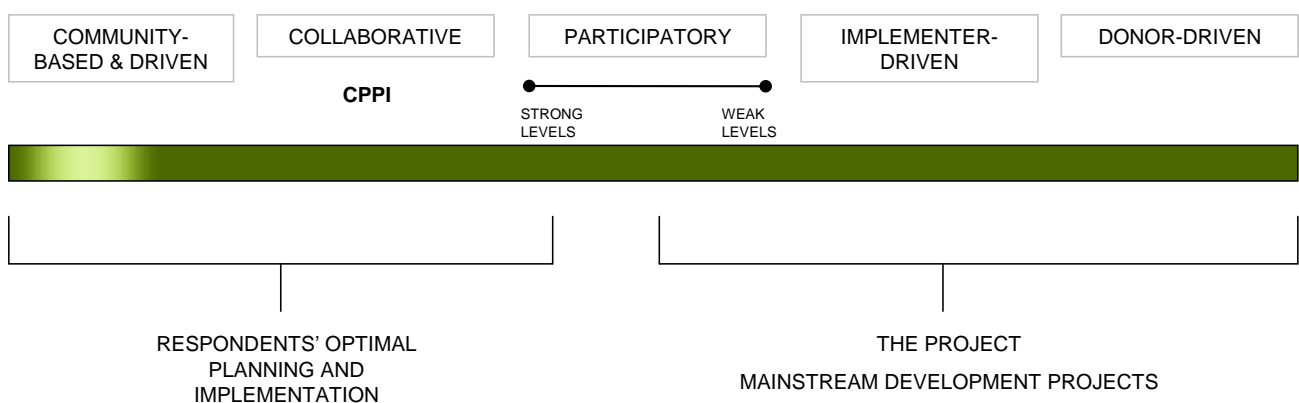 COMMUNITY-
BASED & DRIVEN
COLLABORATIVE
PARTICIPATORY
IMPLEMENTER-
DRIVEN
DONOR-DRIVEN
CPPI
STRONG
LEVELS
WEAK
LEVELS
RESPONDENTS’ OPTIMAL
PLANNING AND
IMPLEMENTATION
THE PROJECT
MAINSTREAM DEVELOPMENT PROJECTS